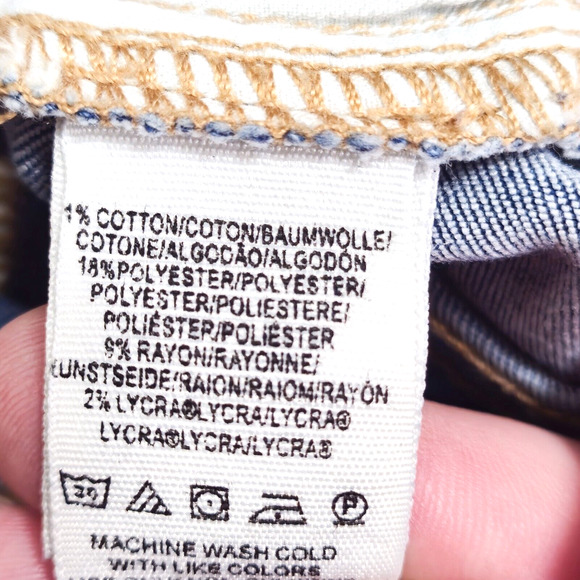 1% COTTON/COTON/BAUMWOLLE/
COTONE/ALGODÃO/ALGODÓN
18%POLYESTER/POLYESTER/
POLYESTER/POLIESTERE/
POLIÉSTER/POLIÉSTER
9% RAYON/RAYONNE/
KUNSTSEIDE/RAION/RAIOM/RAYÓN
2% LYCRA®LYCRA/LYCRA®
LYCRA®LYCRA/LYCRA®
20 P
MACHINE WASH COLD
WITH LIKE COLORS